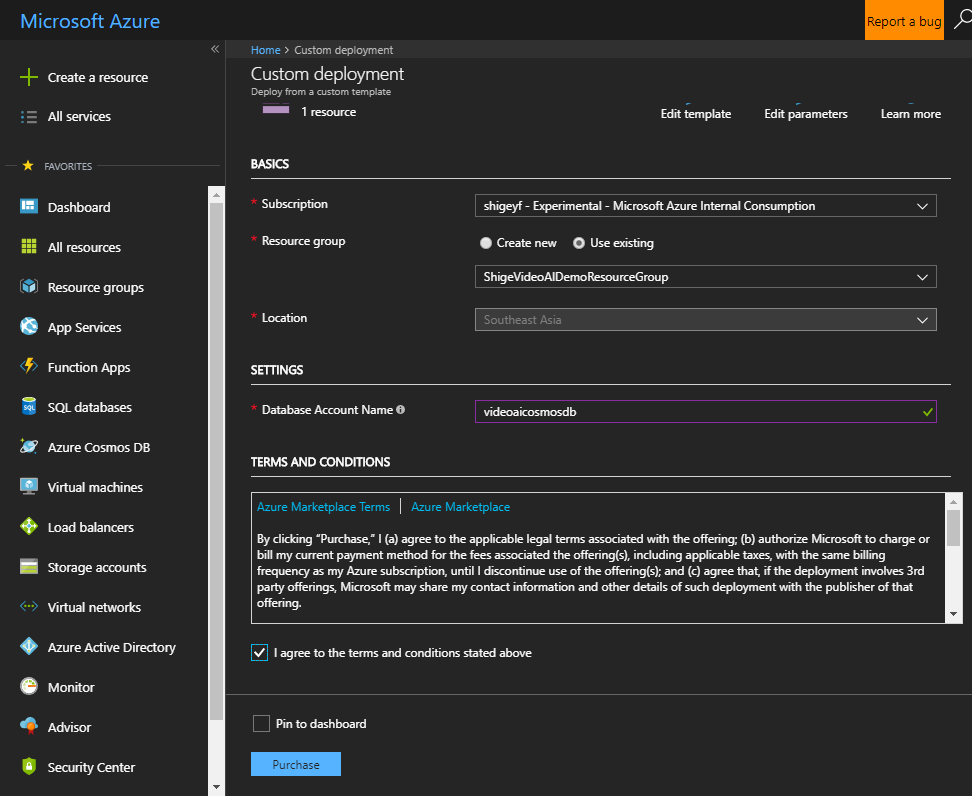 Microsoft Azure
Report a bug
«
Create a resource
All services
FAVORITES
Dashboard
All resources
Resource groups
App Services
Function Apps
SQL databases
Azure Cosmos DB
Virtual machines
Load balancers
Storage accounts
Virtual networks
Azure Active Directory
Monitor
Advisor
Security Center
Home > Custom deployment
Custom deployment
Deploy from a custom template
1 resource
Edit template
Edit parameters
Learn more
BASICS
* Subscription
shigeyf - Experimental - Microsoft Azure Internal Consumption
* Resource group
Create new
Use existing
ShigeVideoAIDemoResourceGroup
* Location
Southeast Asia
SETTINGS
* Database Account Name
videoaicosmosdb
TERMS AND CONDITIONS
Azure Marketplace Terms | Azure Marketplace
By clicking “Purchase,” I (a) agree to the applicable legal terms associated with the offering; (b) authorize Microsoft to charge or
bill my current payment method for the fees associated the offering(s), including applicable taxes, with the same billing
frequency as my Azure subscription, until I discontinue use of the offering(s); and (c) agree that, if the deployment involves 3rd
party offerings, Microsoft may share my contact information and other details of such deployment with the publisher of that
offering.
I agree to the terms and conditions stated above
Pin to dashboard
Purchase